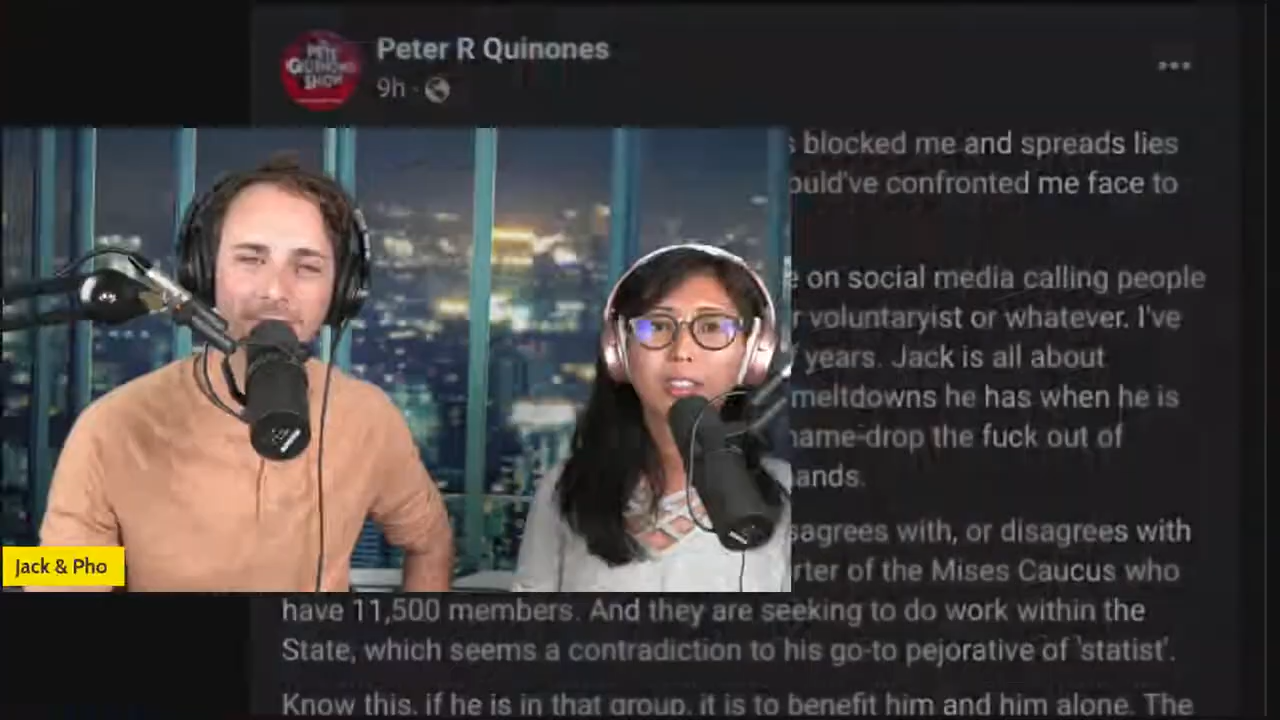 Peter R Quinones
PETE
QUINONES
SHOW
9h
blocked me and spreads lies
ould've confronted me face to
e on social media calling people
r voluntaryist or whatever. I've
years. Jack is all about
meltdowns he has when he is
name-drop the fuck out of
ands.
sagrees with, or disagrees with
rter of the Mises Caucus who
Jack & Pho
have 11,500 members. And they are seeking to do work within the
State, which seems a contradiction to his go-to pejorative of 'statist'.
Know this, if he is in that group, it is to benefit him and him alone. The